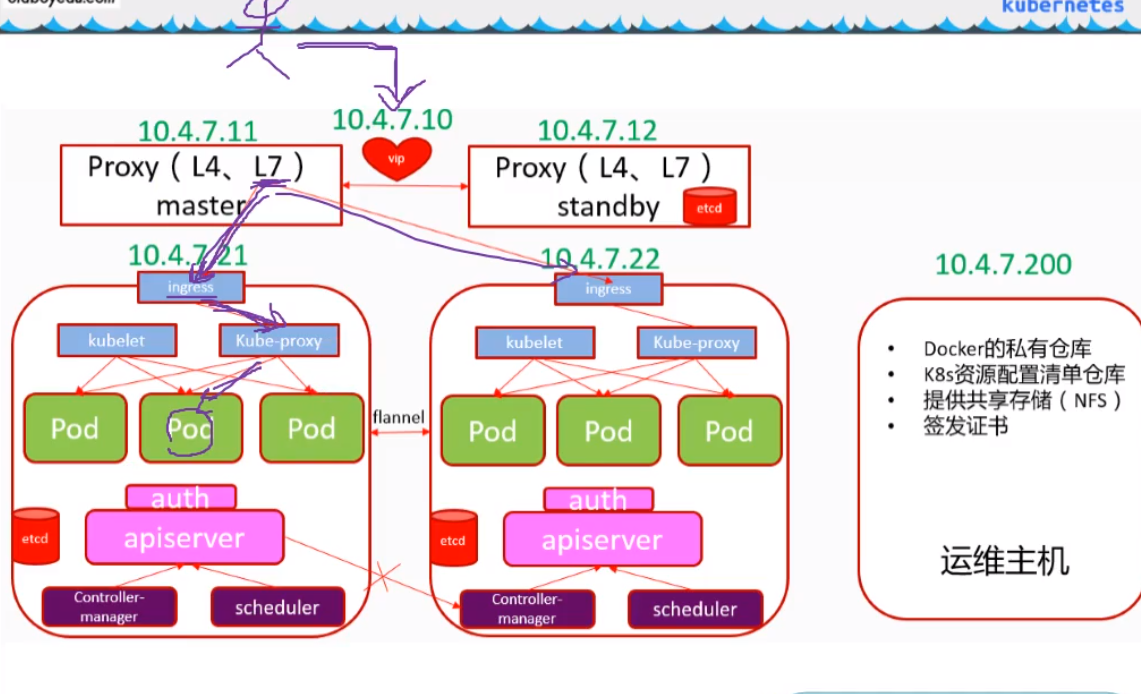 oldboyedu.com
kubernetes
10.4.7.11
10.4.7.10
10.4.7.12
Proxy（L4、L7）
master
vip
Proxy（L4、L7）
standby
etcd
10.4.7.21
10.4.7.22
10.4.7.200
ingress
ingress
kubelet
Kube-proxy
kubelet
Kube-proxy
Pod
Pod
Pod
flannel
Pod
Pod
Pod
auth
apiserver
etcd
auth
apiserver
etcd
Controller-
manager
scheduler
Controller-
manager
scheduler
• Docker的私有仓库
• K8s资源配置清单仓库
• 提供共享存储（NFS）
• 签发证书
运维主机